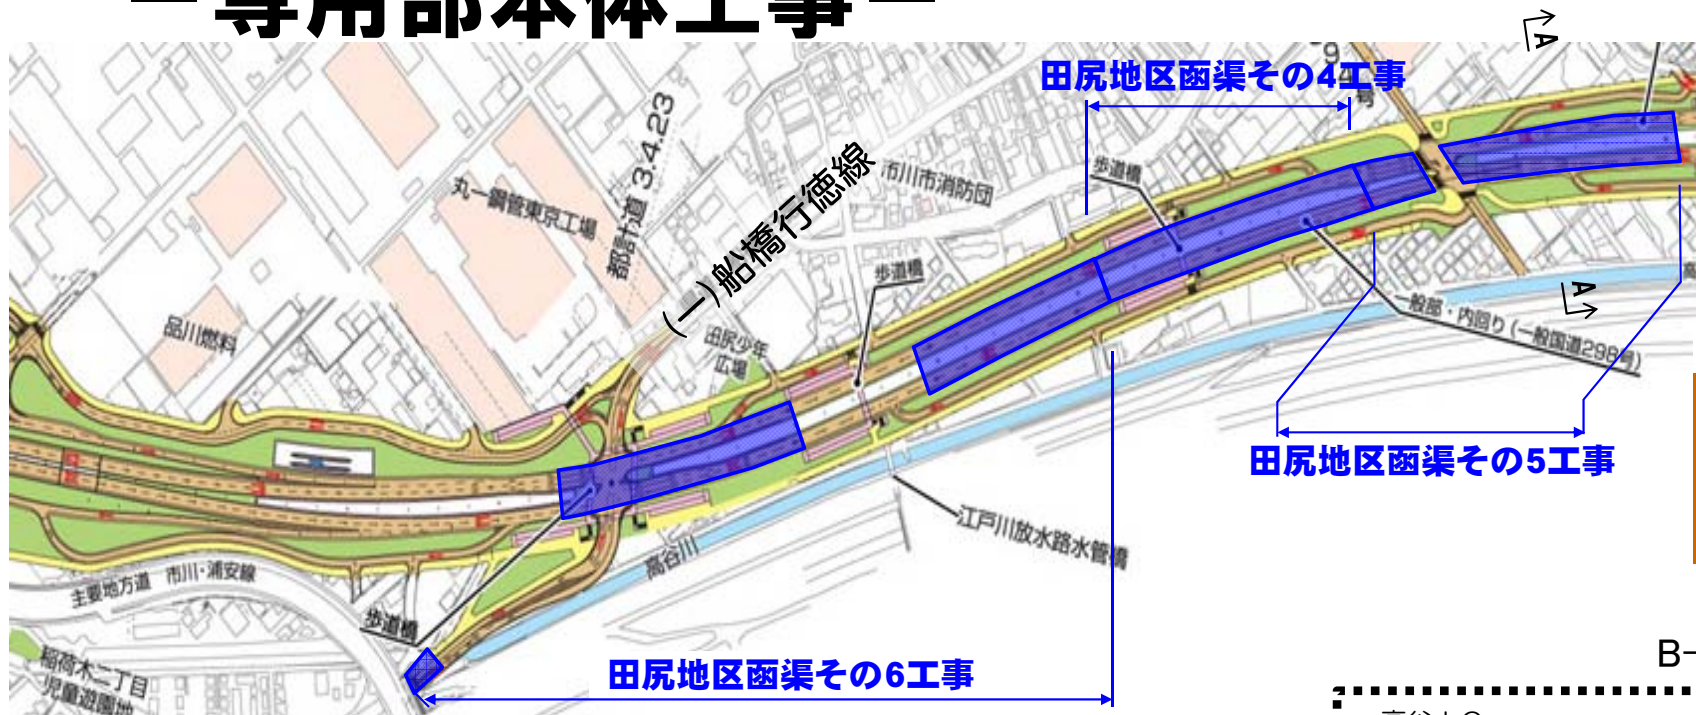 ー専用部本体工事ー
A
94号
田尻地区函渠その4工事
都計道 3.4.23
(一)船橋行徳線
市川市消防団
歩道橋
丸一鋼管東京工場
歩道橋
A
品川燃料
一般部・内回り(一般国道298号)
田尻少年
広場
田尻地区函渠その5工事
江戸川放水路水管橋
高谷川
主要地方道 市川・浦安線
歩道橋
稲荷木二丁目
児童遊園地
田尻地区函渠その6工事
B-